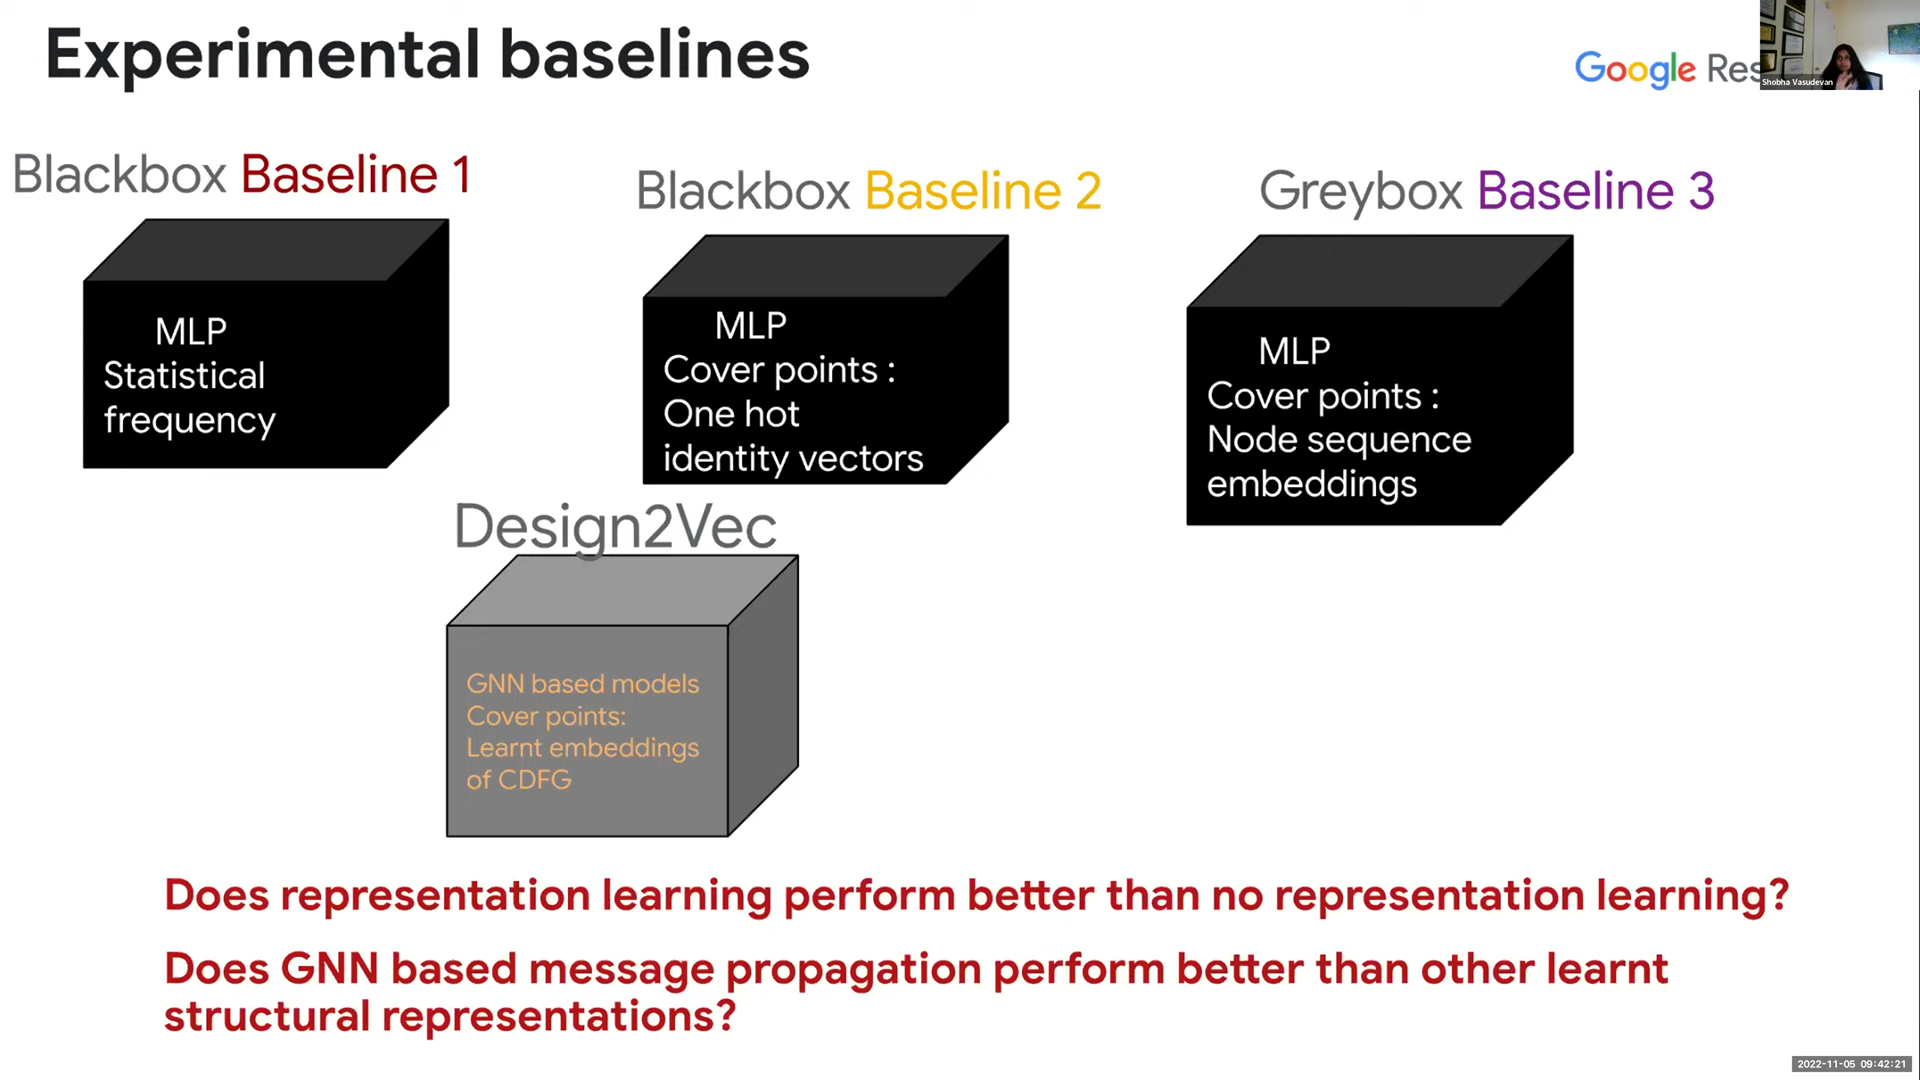 Experimental baselines
Google Res
Shobha Vasudevan
Blackbox Baseline 1
MLP
Statistical
frequency
Blackbox Baseline 2
MLP
Cover points :
One hot
identity vectors
Greybox Baseline 3
MLP
Cover points :
Node sequence
embeddings
Design2Vec
GNN based models
Cover points:
Learnt embeddings
of CDFG
Does representation learning perform better than no representation learning?
Does GNN based message propagation perform better than other learnt
structural representations?
2022-11-05 09:42:21